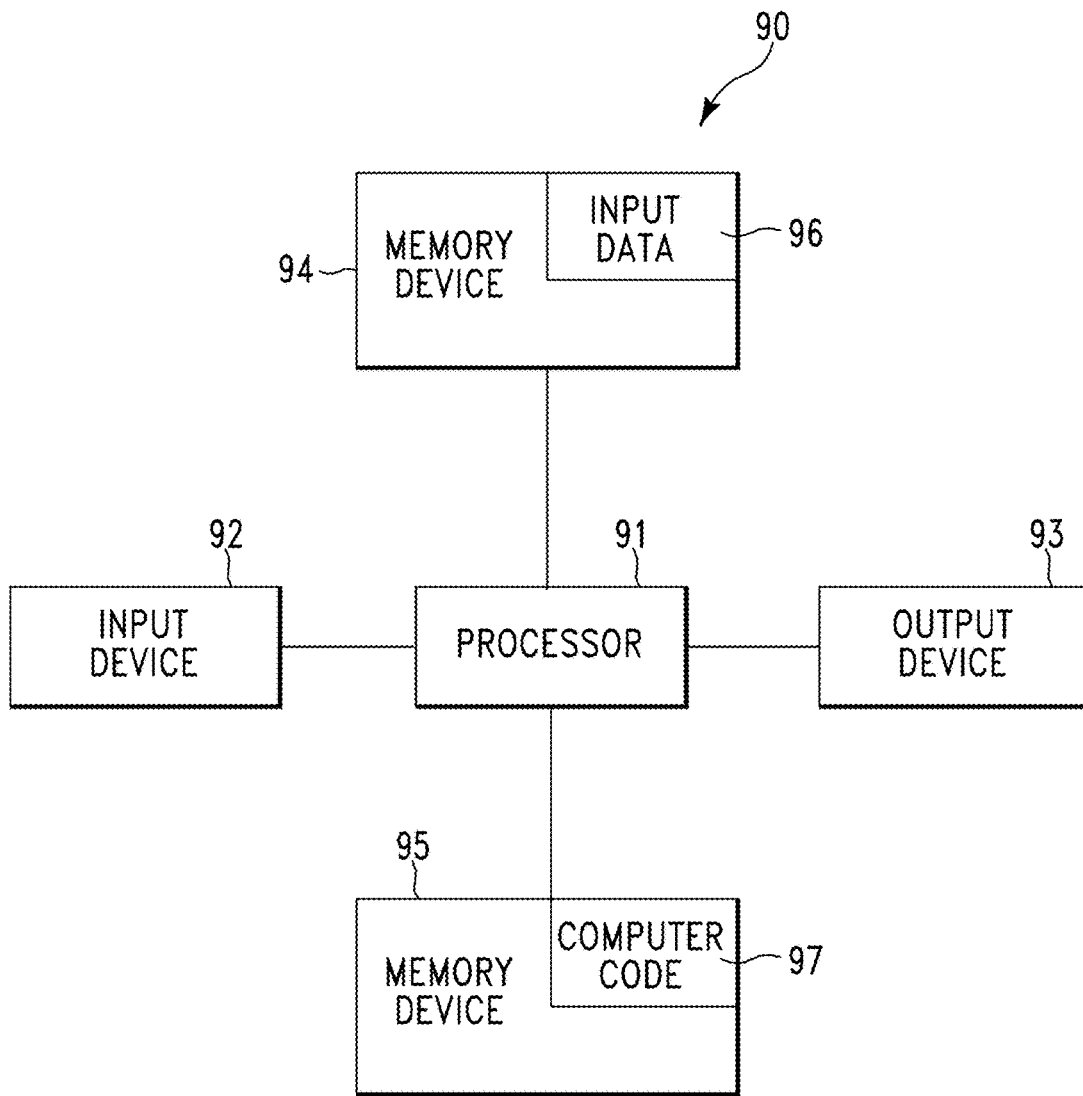 90
INPUT
DATA
96
MEMORY
DEVICE
94
92
91
93
INPUT
DEVICE
PROCESSOR
OUTPUT
DEVICE
95
COMPUTER
CODE
97
MEMORY
DEVICE